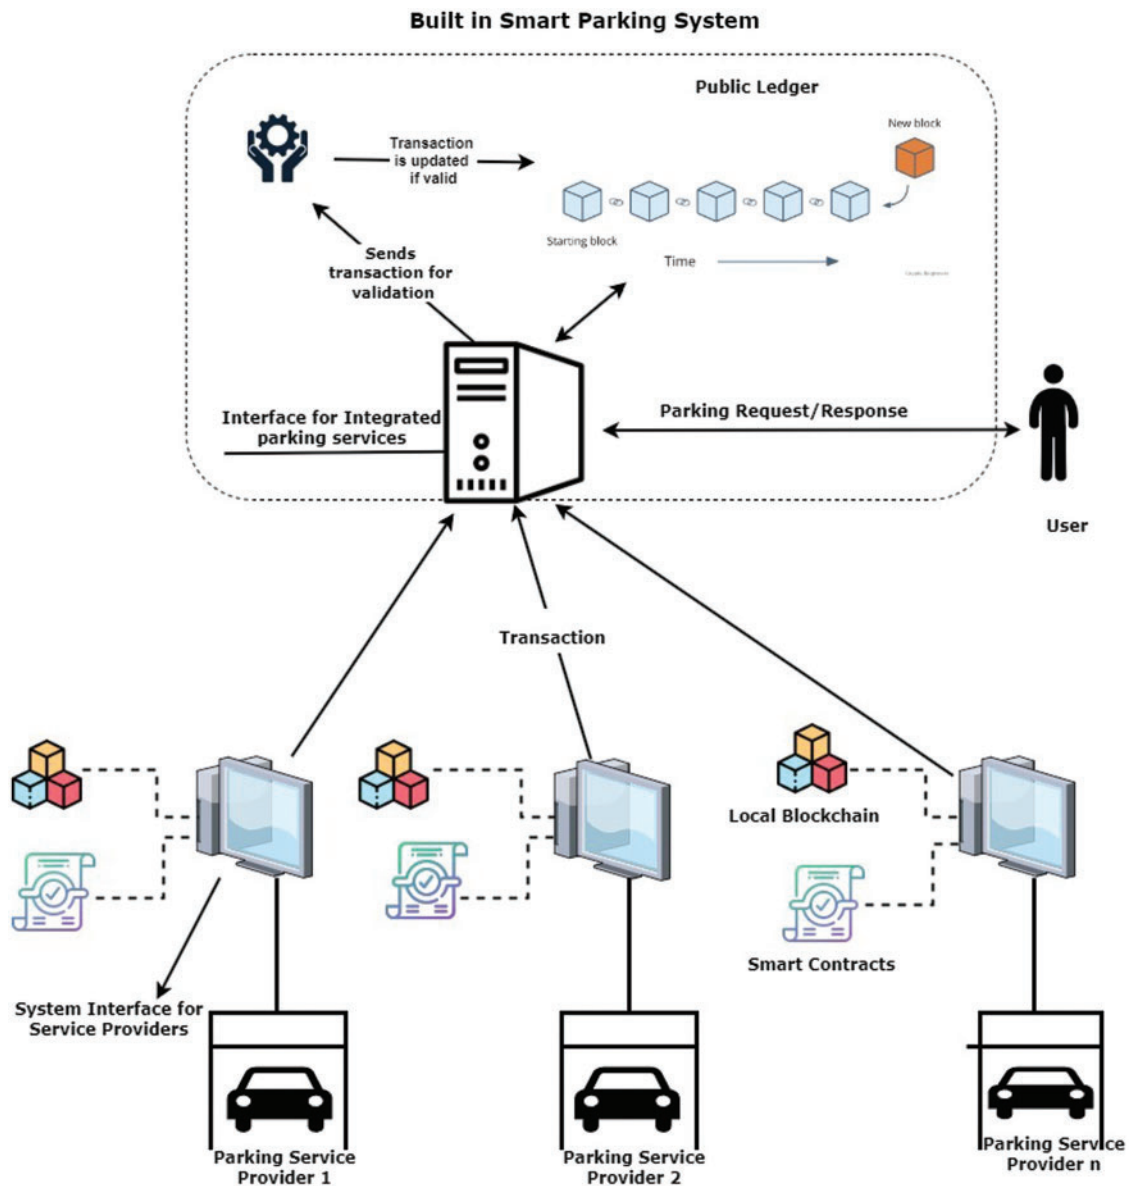 Built in Smart Parking System
Public Ledger
New block
Transaction
is updated
if valid
Starting block
Sends
transaction for
validation
Time
Interface for Integrated
parking services
Parking Request/Response
User
Transaction
Local Blockchain
Smart Contracts
System Interface for
Service Providers
Parking Service
Provider 1
Parking Service
Provider 2
Parking Service
Provider n